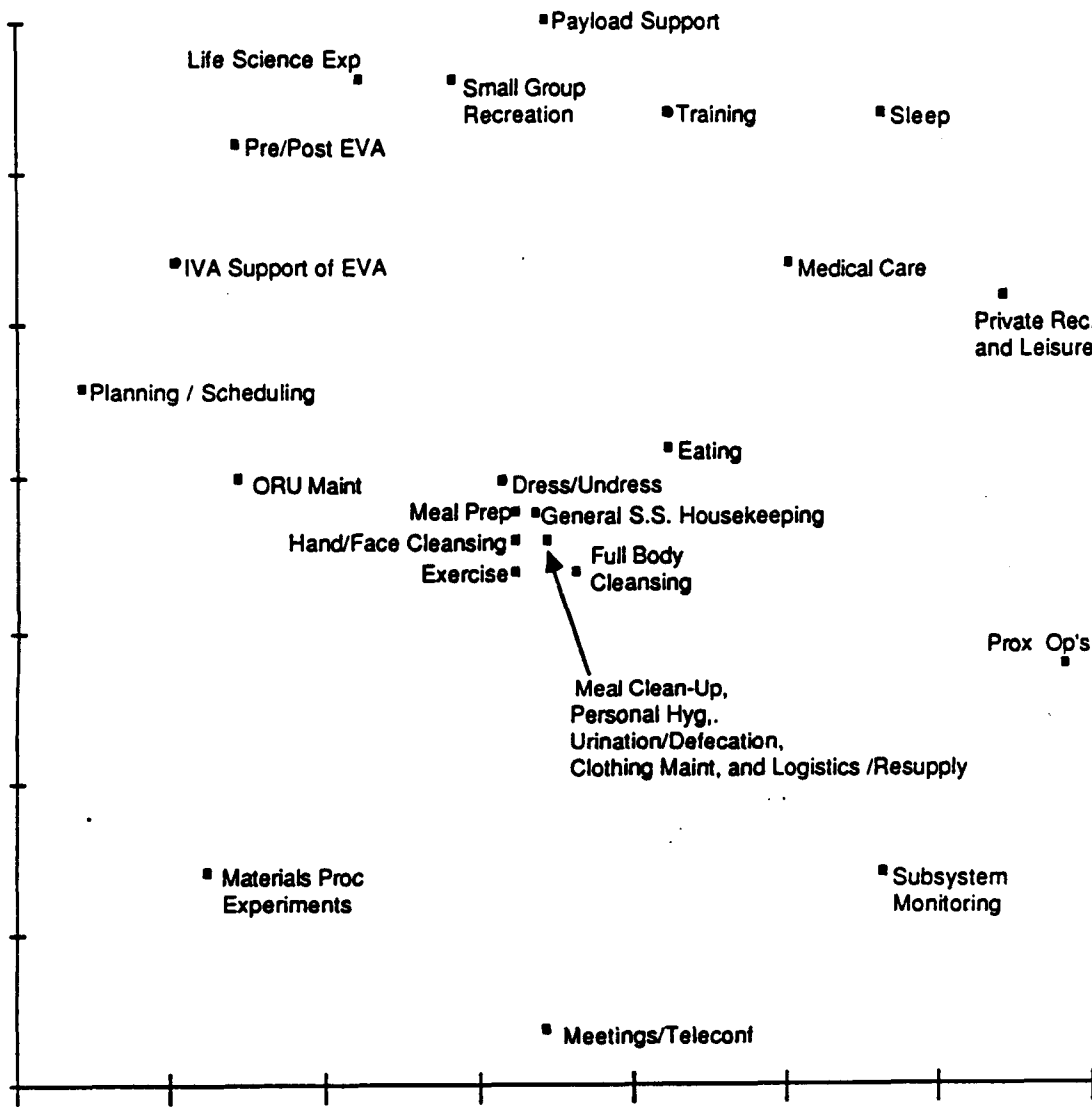 Payload Support
Life Science Exp
Small Group
Recreation
Training
Sleep
Pre/Post EVA
IVA Support of EVA
Medical Care
Private Rec.
and Leisure
Planning / Scheduling
Eating
ORU Maint
Dress/Undress
Meal Prep
General S.S. Housekeeping
Hand/Face Cleansing
Full Body
Cleansing
Exercise
Prox Op's
Meal Clean-Up,
Personal Hyg,.
Urination/Defecation,
Clothing Maint, and Logistics /Resupply
Materials Proc
Experiments
Subsystem
Monitoring
Meetings/Teleconf